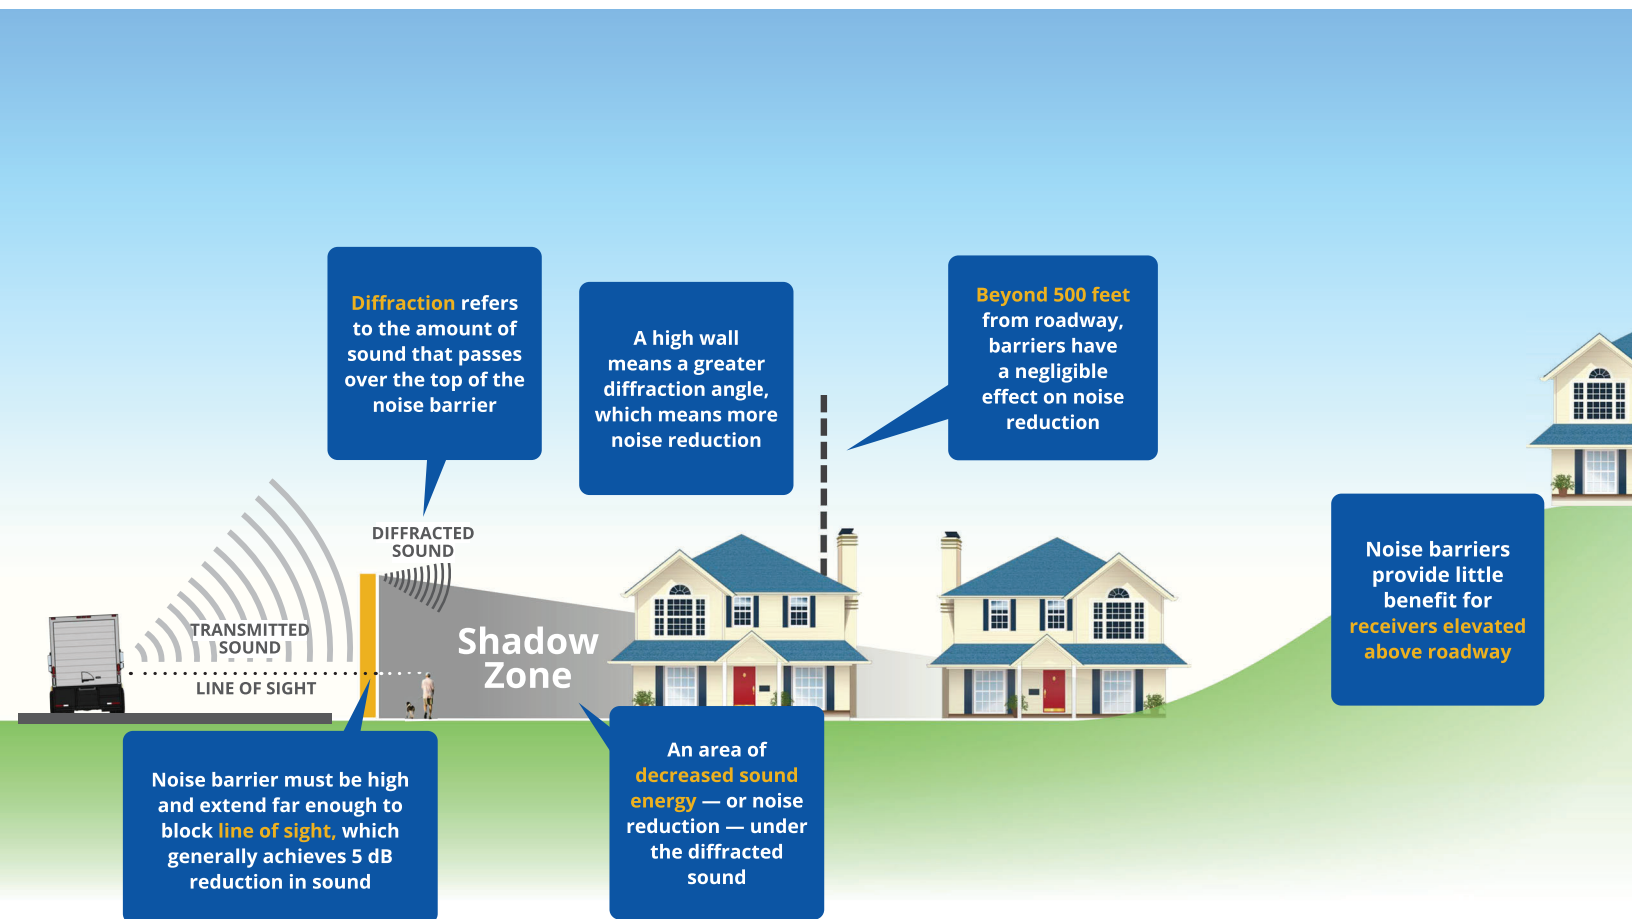 Diffraction refers
to the amount of
sound that passes
over the top of the
noise barrier
A high wall
means a greater
diffraction angle,
which means more
noise reduction
Beyond 500 feet
from roadway,
barriers have
a negligible
effect on noise
reduction
Noise barriers
provide little
benefit for
receivers elevated
above roadway
DIFFRACTED
SOUND
TRANSMITTED
SOUND
LINE OF SIGHT
Shadow
Zone
Noise barrier must be high
and extend far enough to
block line of sight, which
generally achieves 5 dB
reduction in sound
An area of
decreased sound
energy — or noise
reduction — under
the diffracted
sound